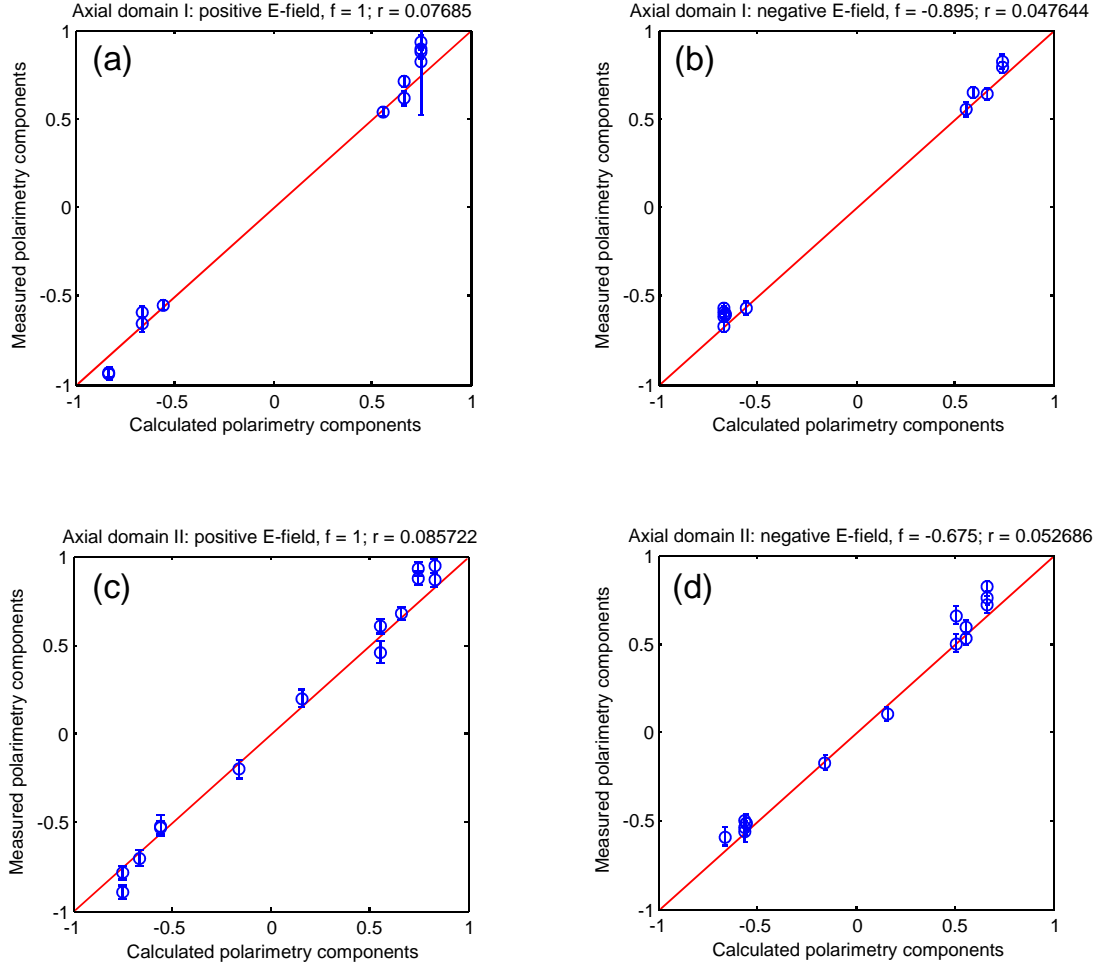 Axial domain I: positive E-field, f = 1; r = 0.07685
(a)
Measured polarimetry components
1
0.5
0
-0.5
-1
-1
-0.5
0
0.5
1
Calculated polarimetry components
Axial domain I: negative E-field, f = -0.895; r = 0.047644
(b)
Measured polarimetry components
1
0.5
0
-0.5
-1
-1
-0.5
0
0.5
1
Calculated polarimetry components
Axial domain II: positive E-field, f = 1; r = 0.085722
(c)
Measured polarimetry components
1
0.5
0
-0.5
-1
-1
-0.5
0
0.5
1
Calculated polarimetry components
Axial domain II: negative E-field, f = -0.675; r = 0.052686
(d)
Measured polarimetry components
1
0.5
0
-0.5
-1
-1
-0.5
0
0.5
1
Calculated polarimetry components